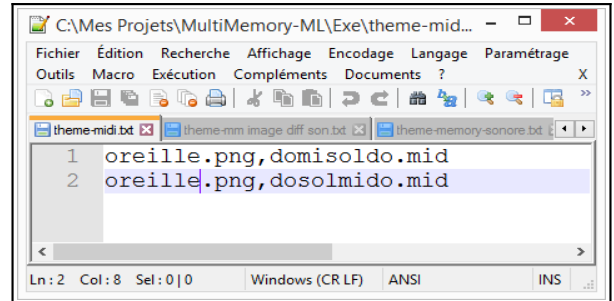 C:\Mes Projets\MultiMemory-ML\Exe\theme-mid...
Fichier Édition Recherche Affichage Encodage Langage Paramétrage
Outils Macro Exécution Compléments Documents ? X
theme-midi.txt theme-mm image diff son.txt theme-memory-sonore.txt
1 oreille.png,domisoldo.mid
2 oreille.png,dosolmido.mid
Ln : 2 Col : 8 Sel : 0 | 0 Windows (CR LF) ANSI INS